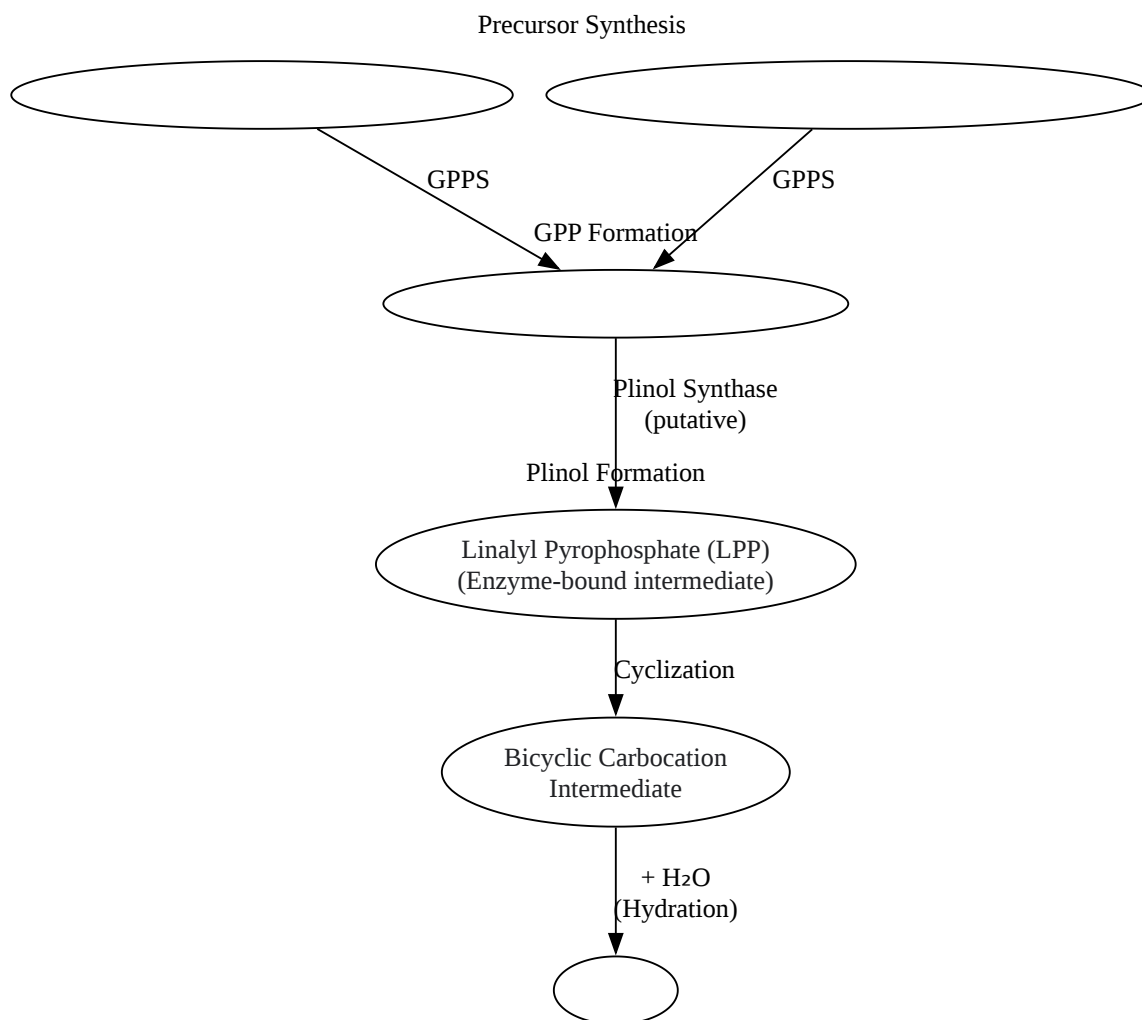 Precursor Synthesis
GPPS
GPPS
GPP Formation
Plinol Synthase
(putative)
Plinol Formation
Linalyl Pyrophosphate (LPP)
(Enzyme-bound intermediate)
Cyclization
Bicyclic Carbocation
Intermediate
+ H₂O
(Hydration)